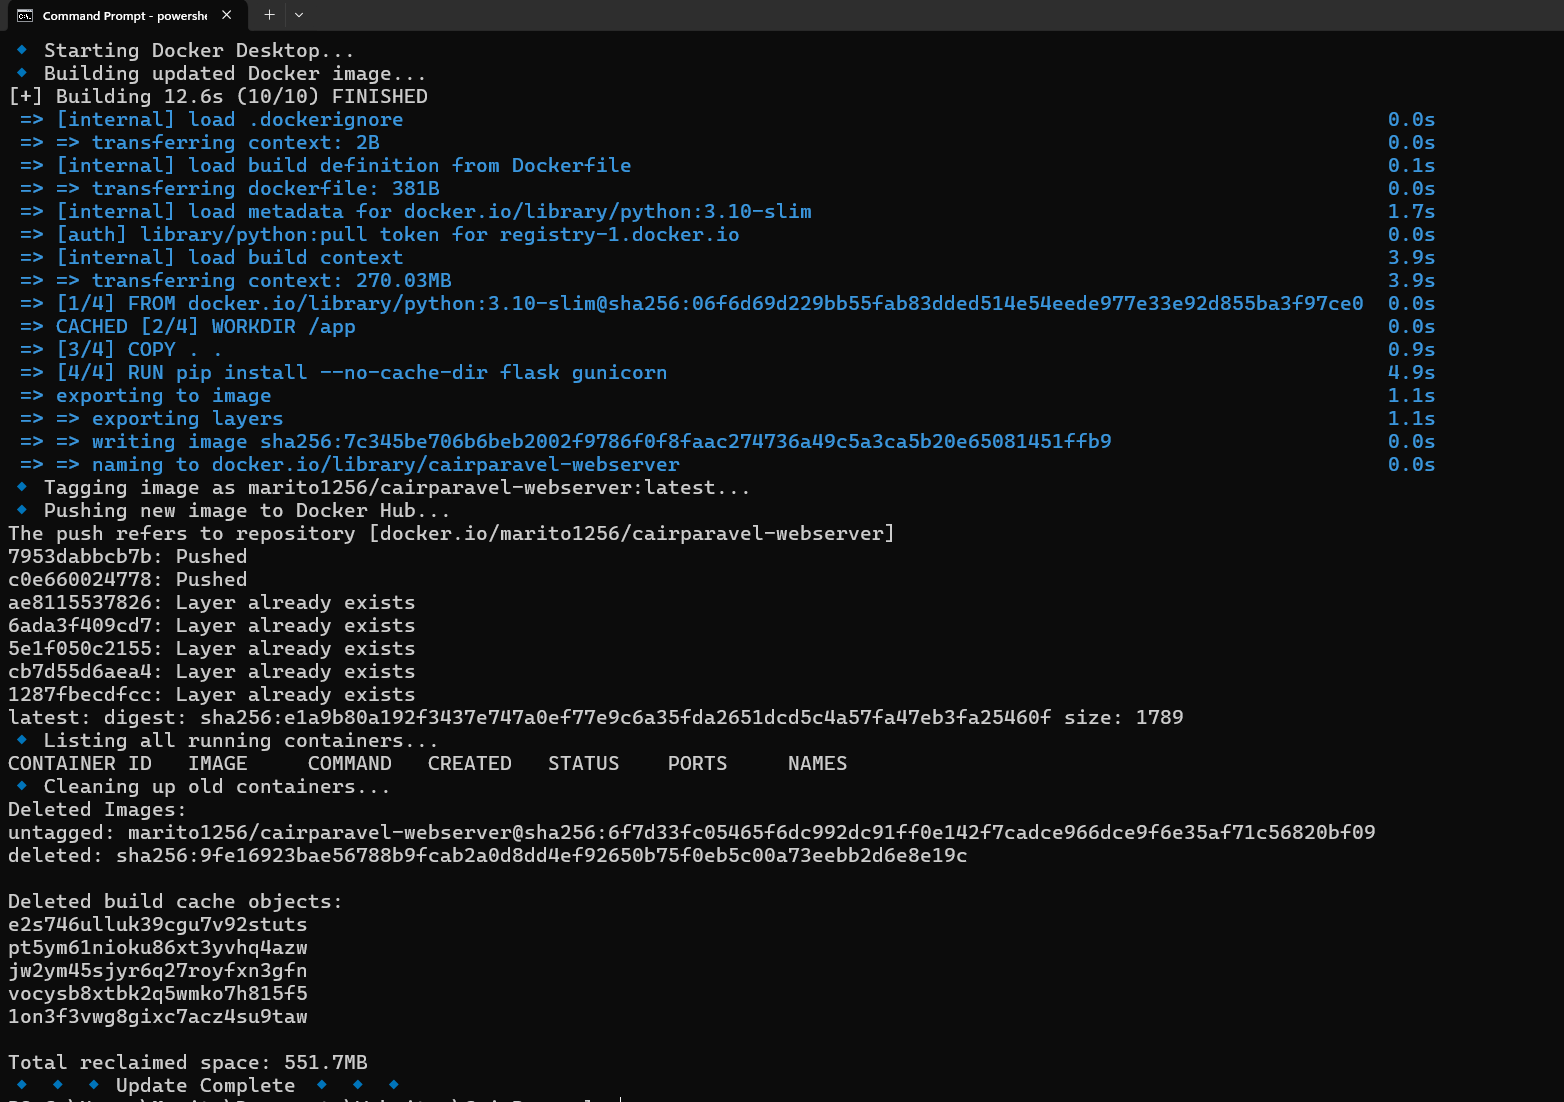 Command Prompt - powershe
Starting Docker Desktop...
Building updated Docker image...
[+] Building 12.6s (10/10) FINISHED
=> [internal] load .dockerignore 0.0s
=> => transferring context: 2B 0.0s
=> [internal] load build definition from Dockerfile 0.1s
=> => transferring dockerfile: 381B 0.0s
=> [internal] load metadata for docker.io/library/python:3.10-slim 1.7s
=> [auth] library/python:pull token for registry-1.docker.io 0.0s
=> [internal] load build context 3.9s
=> => transferring context: 270.03MB 3.9s
=> [1/4] FROM docker.io/library/python:3.10-slim@sha256:06f6d69d229bb55fab83dded514e54eede977e33e92d855ba3f97ce0 0.0s
=> CACHED [2/4] WORKDIR /app 0.0s
=> [3/4] COPY . . 0.9s
=> [4/4] RUN pip install --no-cache-dir flask gunicorn 4.9s
=> exporting to image 1.1s
=> => exporting layers 1.1s
=> => writing image sha256:7c345be706b6beb2002f9786f0f8faac274736a49c5a3ca5b20e65081451ffb9 0.0s
=> => naming to docker.io/library/cairparavel-webserver 0.0s
Tagging image as marito1256/cairparavel-webserver:latest...
Pushing new image to Docker Hub...
The push refers to repository [docker.io/marito1256/cairparavel-webserver]
7953dabbcb7b: Pushed
c0e660024778: Pushed
ae8115537826: Layer already exists
6ada3f409cd7: Layer already exists
5e1f050c2155: Layer already exists
cb7d55d6aea4: Layer already exists
1287fbecdfcc: Layer already exists
latest: digest: sha256:e1a9b80a192f3437e747a0ef77e9c6a35fda2651dcd5c4a57fa47eb3fa25460f size: 1789
Listing all running containers...
CONTAINER ID IMAGE COMMAND CREATED STATUS PORTS NAMES
Cleaning up old containers...
Deleted Images:
untagged: marito1256/cairparavel-webserver@sha256:6f7d33fc05465f6dc992dc91ff0e142f7cadce966dce9f6e35af71c56820bf09
deleted: sha256:9fe16923bae56788b9fcab2a0d8dd4ef92650b75f0eb5c00a73eebb2d6e8e19c
Deleted build cache objects:
e2s746ulluk39cgu7v92stuts
pt5ym61nioku86xt3yvhq4azw
jw2ym45sjyr6q27royfxn3gfn
vocysb8xtbk2q5wmko7h815f5
1on3f3vwg8gixc7acz4su9taw
Total reclaimed space: 551.7MB
Update Complete